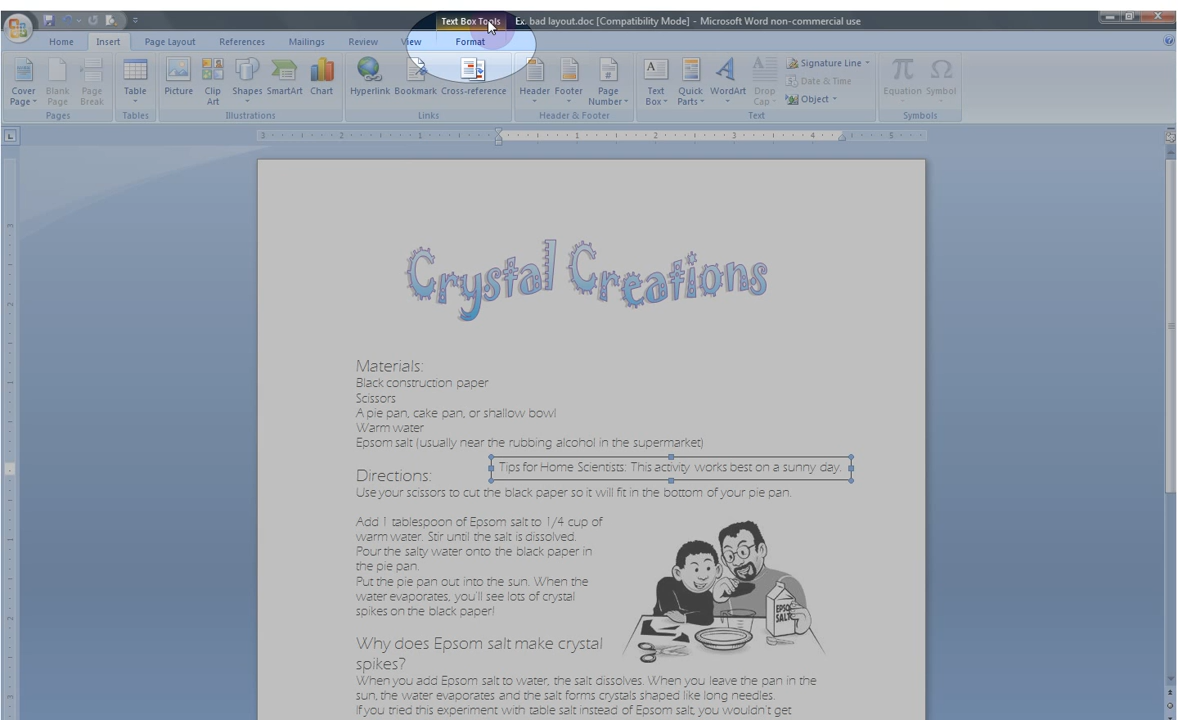 Text Box Tools Ex. bad layout.doc [Compatibility Mode] - Microsoft Word non-commercial use
Home Insert Page Layout References Mailings Review View Format
Cover Page Blank Page Page Break Table Picture Clip Art Shapes SmartArt Chart Hyperlink Bookmark Cross-reference Header Footer Page Number Text Box Quick Parts WordArt Drop Cap Signature Line Date & Time Object Equation Symbol
Pages Tables Illustrations Links Header & Footer Text Symbols
3 2 1 1 2 3 4 5
Crystal Creations
Materials:
Black construction paper
Scissors
A pie pan, cake pan, or shallow bowl
Warm water
Epsom salt (usually near the rubbing alcohol in the supermarket)
Tips for Home Scientists: This activity works best on a sunny day.
Directions:
Use your scissors to cut the black paper so it will fit in the bottom of your pie pan.
Add 1 tablespoon of Epsom salt to 1/4 cup of
warm water. Stir until the salt is dissolved.
Pour the salty water onto the black paper in
the pie pan.
Put the pie pan out into the sun. When the
water evaporates, you'll see lots of crystal
spikes on the black paper!
EPSOM SALT
Why does Epsom salt make crystal
spikes?
When you add Epsom salt to water, the salt dissolves. When you leave the pan in the
sun, the water evaporates and the salt forms crystals shaped like long needles.
If you tried this experiment with table salt instead of Epsom salt, you wouldn't get